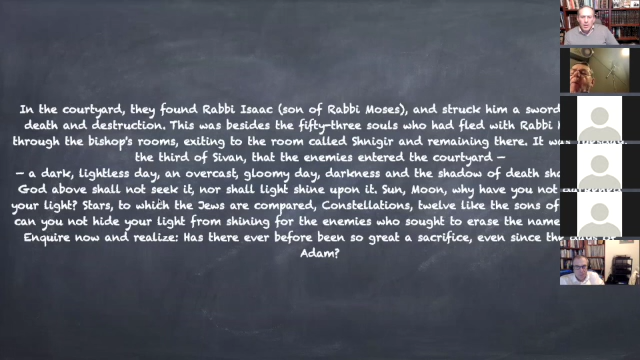 In the courtyard, they found Rabbi Isaac (son of Rabbi Moses), and struck him a sword
death and destruction. This was besides the fifty-three souls who had fled with Rabbi
through the bishop's rooms, exiting to the room called Shnigir and remaining there. It was
the third of Sivan, that the enemies entered the courtyard —
— a dark, lightless day, an overcast, gloomy day, darkness and the shadow of death
God above shall not seek it, nor shall light shine upon it. Sun, Moon, why have you not
your light? Stars, to which the Jews are compared, Constellations, twelve like the sons of
can you not hide your light from shining for the enemies who sought to erase the name
Enquire now and realize: Has there ever before been so great a sacrifice, even since the
Adam?